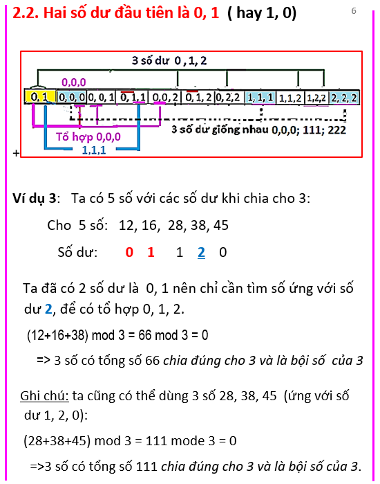 2.2. Hai số dư đầu tiên là 0, 1 ( hay 1, 0)
6
3 số dư 0 ,1, 2
0,0,0
0, 1 0, 0, 0 0, 0, 1 0, 1, 1 0,0, 2 0, 1, 2 0,2,2 1, 1, 1 1,1, 2 1,2,2 2, 2, 2
Tổ hợp 0,0,0
3 số dư giống nhau 0,0,0; 111; 222
1,1,1
+
Ví dụ 3: Ta có 5 số với các số dư khi chia cho 3:
Cho 5 số: 12, 16, 28, 38, 45
Số dư: 0 1 1 2 0
Ta đã có 2 số dư là 0, 1 nên chỉ cần tìm số ứng với số
dư 2, để có tổ hợp 0, 1, 2.
(12+16+38) mod 3 = 66 mod 3 = 0
=> 3 số có tổng số 66 chia đúng cho 3 và là bội số của 3
Ghi chú: ta cũng có thể dùng 3 số 28, 38, 45 (ứng với số
dư 1, 2, 0):
(28+38+45) mod 3 = 111 mode 3 = 0
=>3 số có tổng số 111 chia đúng cho 3 và là bội số của 3.